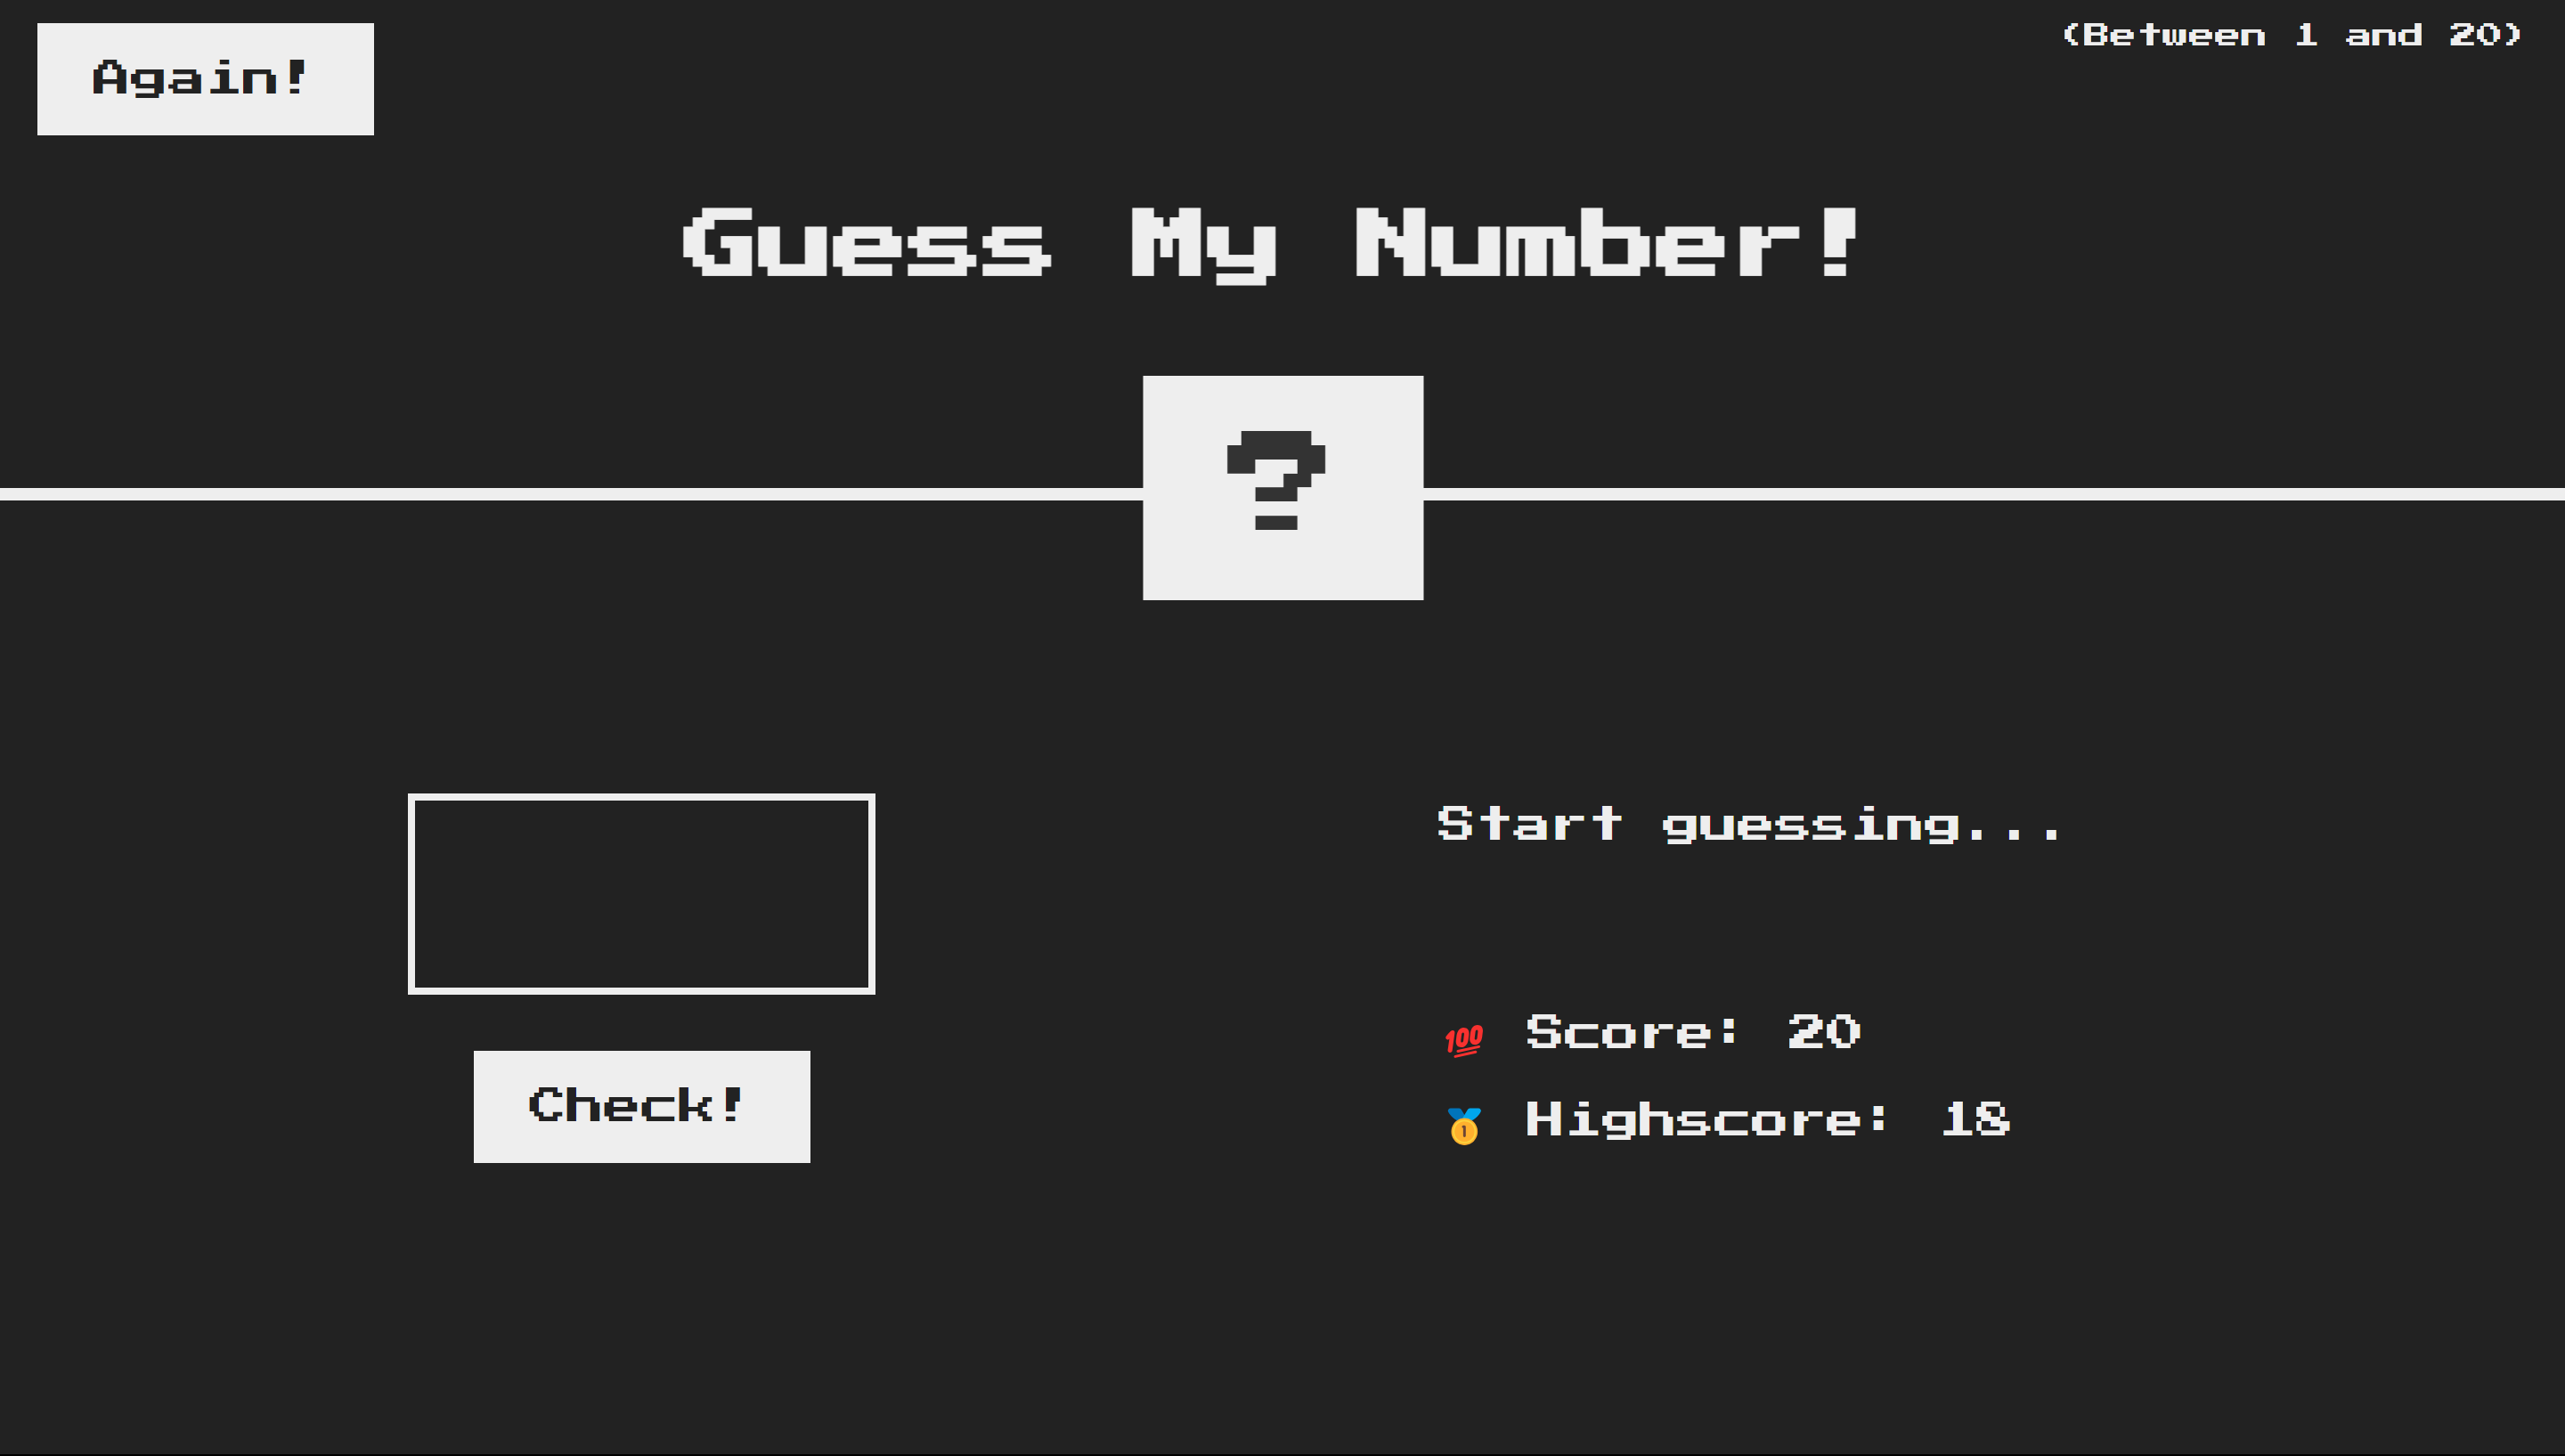 Again!
(Between 1 and 20)
Guess My Number!
?
Start guessing...
💯 Score: 20
🥇 Highscore: 18
Check!